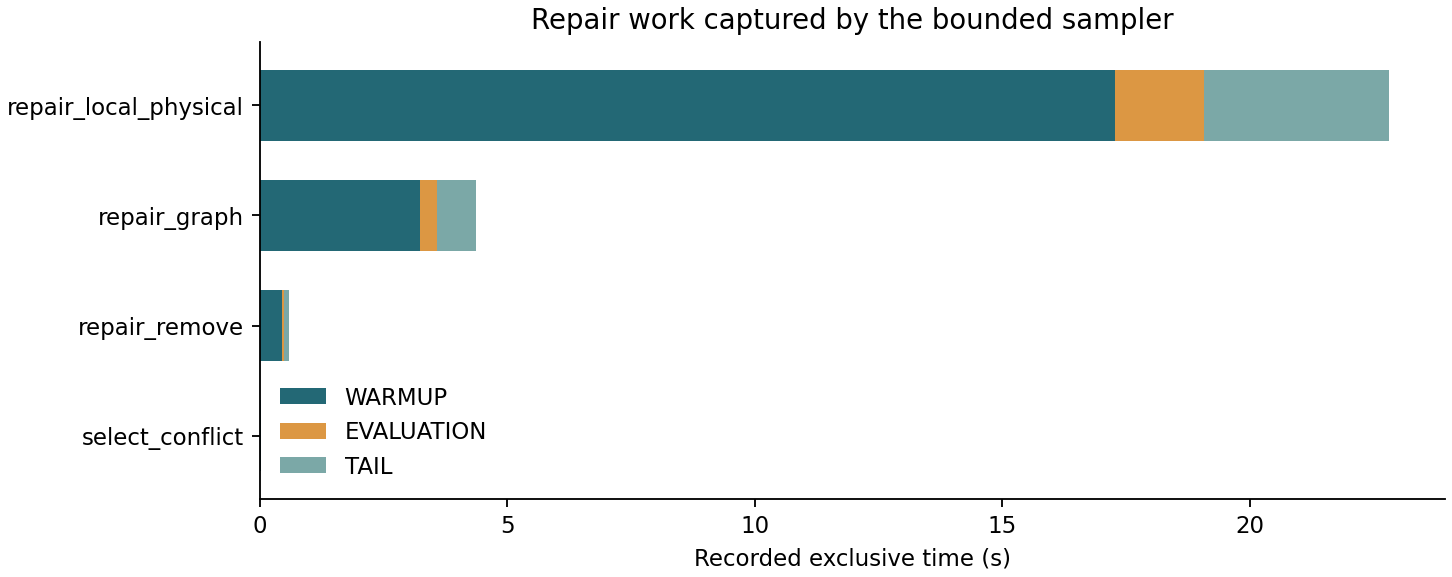 Repair work captured by the bounded sampler
repair_local_physical
repair_graph
repair_remove
select_conflict
WARMUP
EVALUATION
TAIL
0 5 10 15 20
Recorded exclusive time (s)